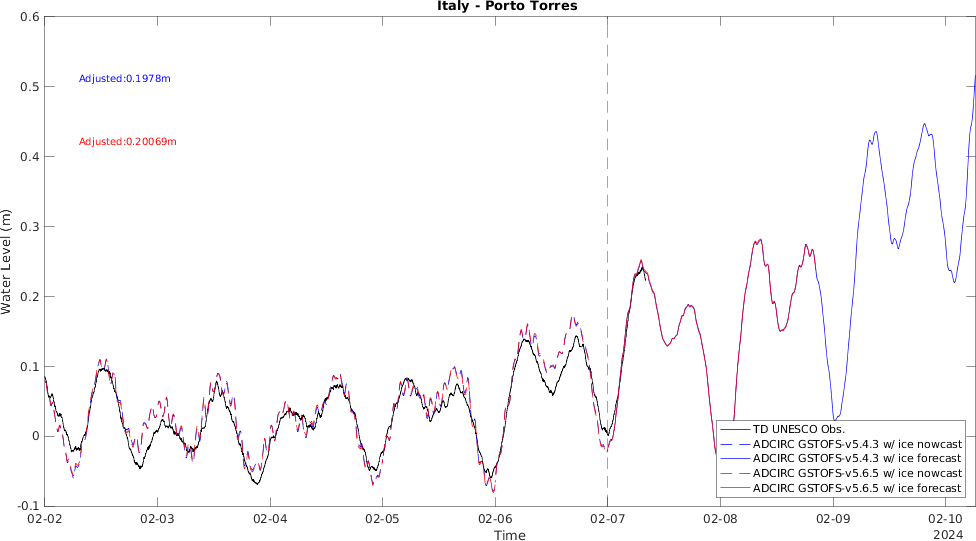 Italy - Porto Torres
0.6
0.5
0.4
0.3
0.2
0.1
0
-0.1
Water Level (m)
Adjusted:0.1978m
Adjusted:0.20069m
TD UNESCO Obs.
ADCIRC GSTOFS-v5.4.3 w/ ice nowcast
ADCIRC GSTOFS-v5.4.3 w/ ice forecast
ADCIRC GSTOFS-v5.6.5 w/ ice nowcast
ADCIRC GSTOFS-v5.6.5 w/ ice forecast
02-02 02-03 02-04 02-05 02-06 02-07 02-08 02-09 02-10
Time
2024